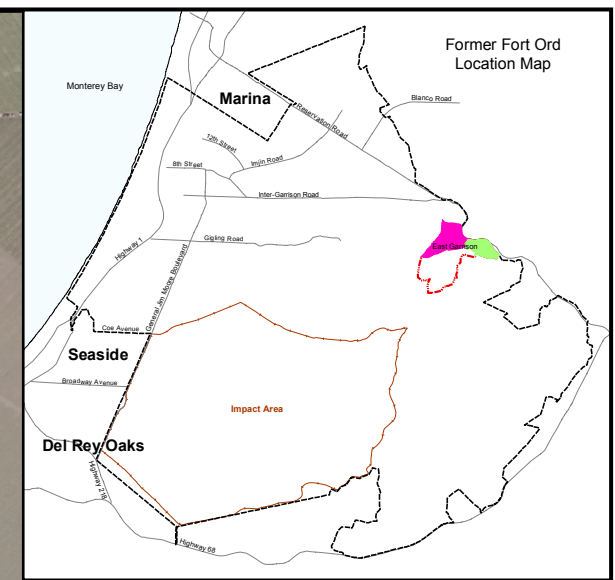 Former Fort Ord
Location Map
Monterey Bay
Marina
Blanco Road
Reservation Road
12th Street
Imjin Road
8th Street
Inter-Garrison Road
Highway 1
Gigling Road
East Garrison
General Jim Moore Boulevard
Coe Avenue
Seaside
Broadway Avenue
Impact Area
Del Rey Oaks
Highway 218
Highway 68